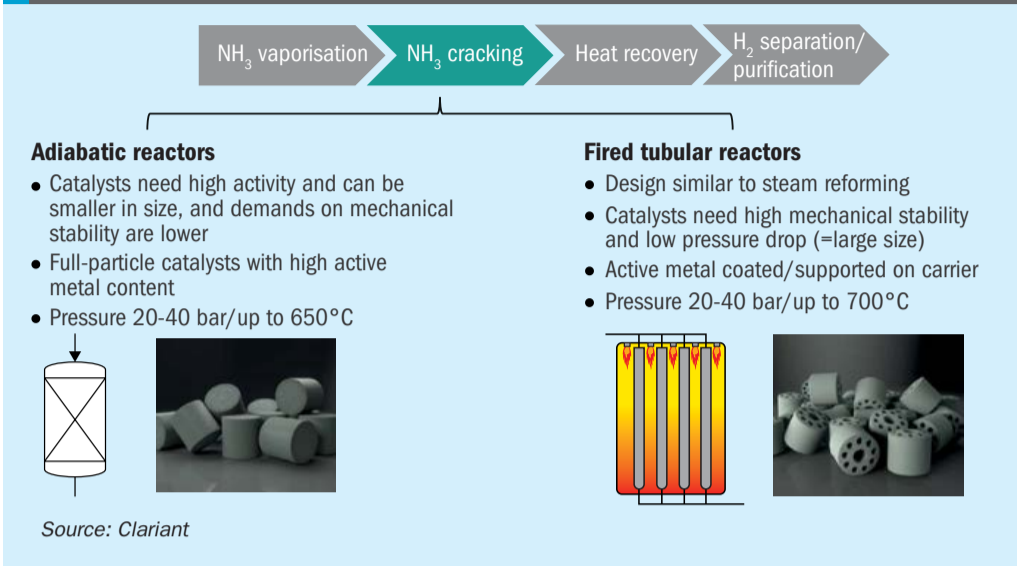 NH3 vaporisation
NH3 cracking
Heat recovery
H2 separation/
purification
Adiabatic reactors
• Catalysts need high activity and can be
smaller in size, and demands on mechanical
stability are lower
• Full-particle catalysts with high active
metal content
• Pressure 20-40 bar/up to 650°C
Fired tubular reactors
• Design similar to steam reforming
• Catalysts need high mechanical stability
and low pressure drop (=large size)
• Active metal coated/supported on carrier
• Pressure 20-40 bar/up to 700°C
Source: Clariant